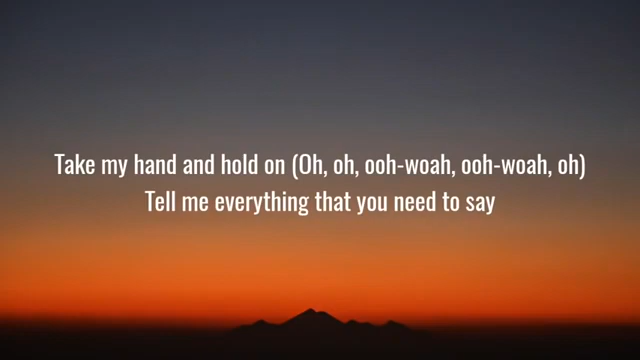 Take my hand and hold on (Oh, oh, ooh-woah, ooh-woah, oh)
Tell me everything that you need to say